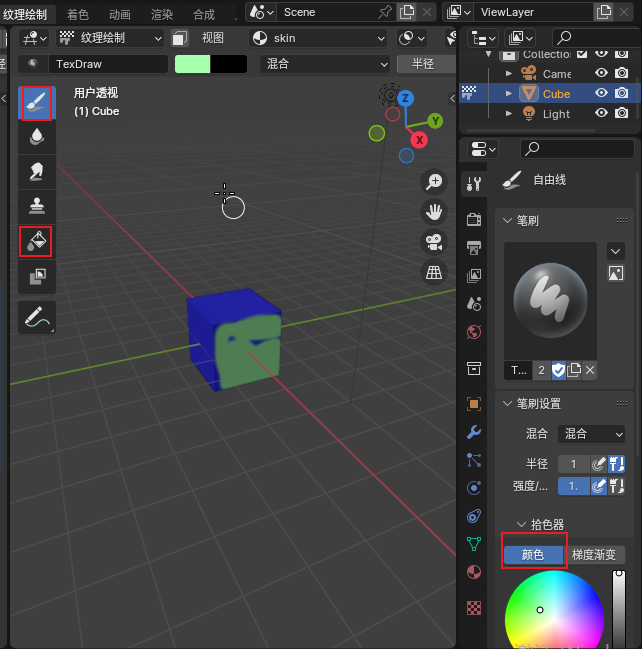 纹理绘制 着色 动画 渲染 合成 Scene ViewLayer
纹理绘制 视图 skin
TexDraw 混合 半径
用户透视
(1) Cube
Z
Y
X
Collection
Came
Cube
Light
自由线
笔刷
T... 2
笔刷设置
混合 混合
半径 1
强度/... 1.
拾色器
颜色 梯度渐变